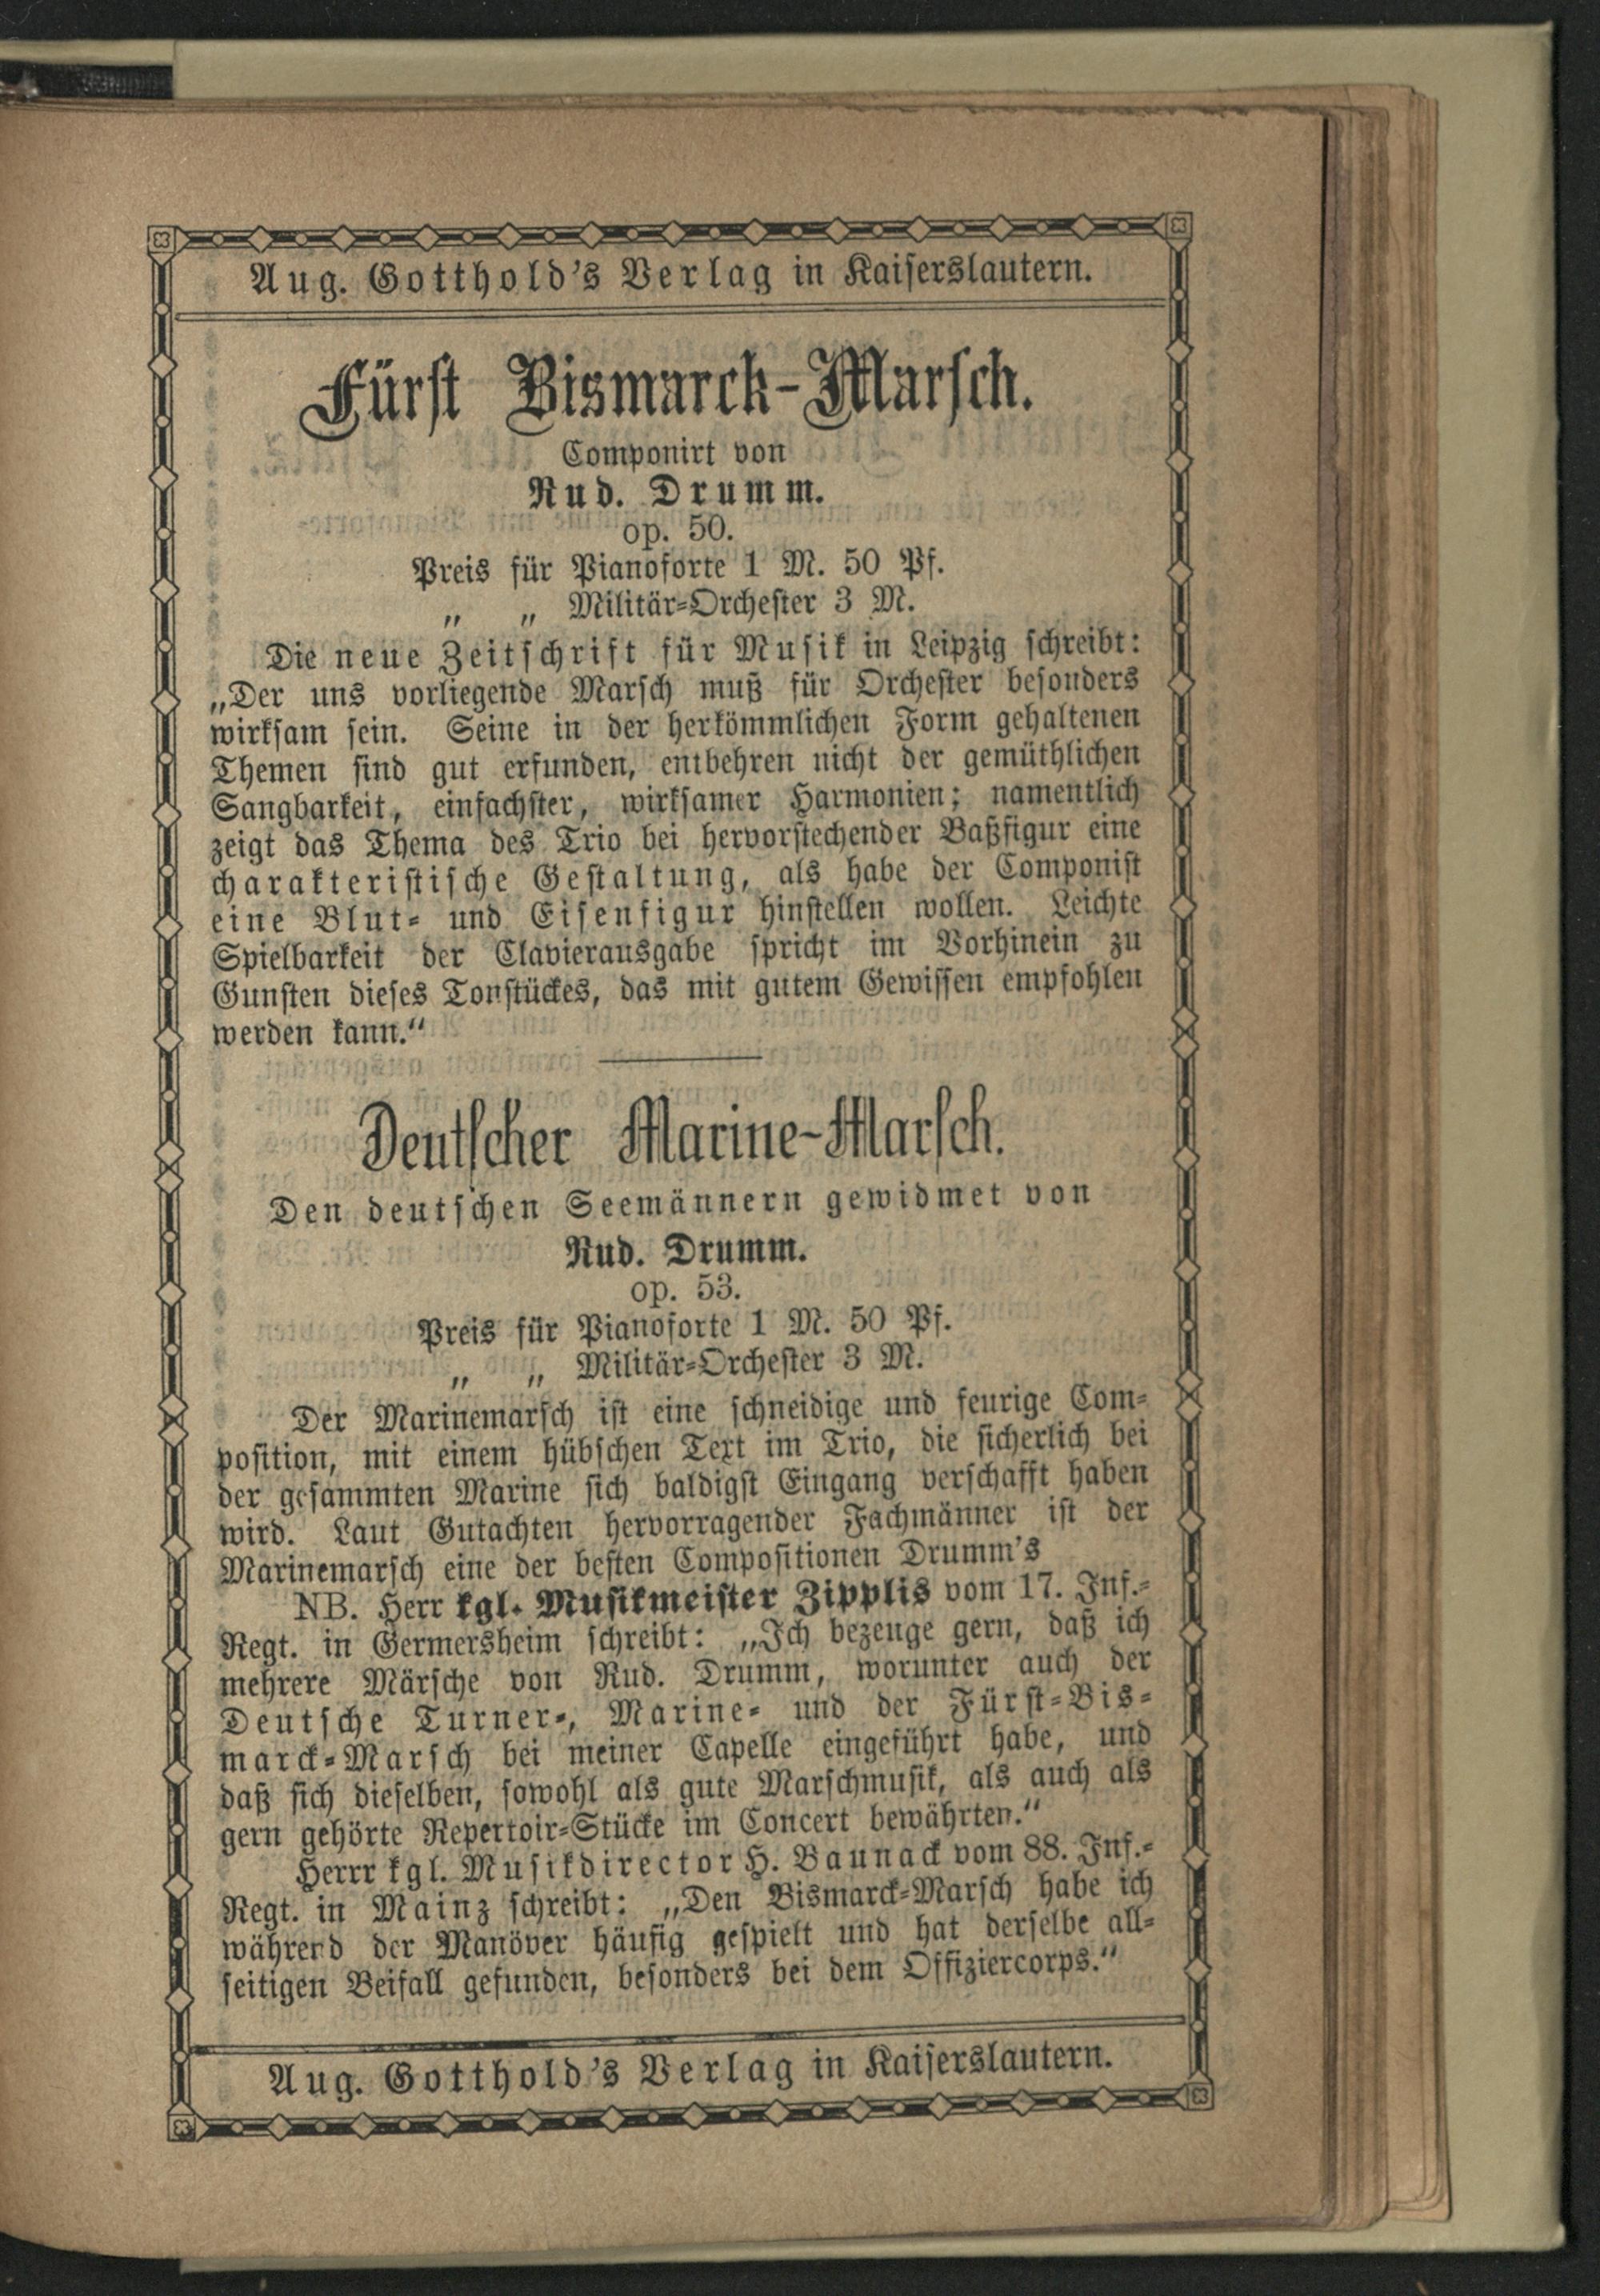 Aug. Gotthold's Verlag in Kaiserslautern.
Fürst Bismarck-Marsch.
Componirt von
Rud. Drumm.
op. 50.
Preis für Pianoforte 1 M. 50 Pf.
„ „ Militär-Orchester 3 M.
Die neue Zeitschrift für Musik in Leipzig schreibt:
„Der uns vorliegende Marsch muß für Orchester besonders
wirksam sein. Seine in der herkömmlichen Form gehaltenen
Themen sind gut erfunden, entbehren nicht der gemüthlichen
Sangbarkeit, einfachster, wirksamer Harmonien; namentlich
zeigt das Thema des Trio bei hervorstechender Baßfigur eine
charakteristische Gestaltung, als habe der Componist
eine Blut- und Eisenfigur hinstellen wollen. Leichte
Spielbarkeit der Clavierausgabe spricht im Vorhinein zu
Gunsten dieses Tonstückes, das mit gutem Gewissen empfohlen
werden kann.“
Deutscher Marine-Marsch.
Den deutschen Seemännern gewidmet von
Rud. Drumm.
op. 53.
Preis für Pianoforte 1 M. 50 Pf.
„ „ Militär-Orchester 3 M.
Der Marinemarsch ist eine schneidige und feurige Com-
position, mit einem hübschen Text im Trio, die sicherlich bei
der gesammten Marine sich baldigst Eingang verschafft haben
wird. Laut Gutachten hervorragender Fachmänner ist der
Marinemarsch eine der besten Compositionen Drumm's
NB. Herr kgl. Musikmeister Zipplis vom 17. Inf.-
Regt. in Germersheim schreibt: „Ich bezeuge gern, daß ich
mehrere Märsche von Rud. Drumm, worunter auch der
Deutsche Turner-, Marine- und der Fürst-Bis-
marck-Marsch bei meiner Capelle eingeführt habe, und
daß sich dieselben, sowohl als gute Marschmusik, als auch als
gern gehörte Repertoir-Stücke im Concert bewährten.“
Herrr kgl. Musikdirector H. Baunack vom 88. Inf.-
Regt. in Mainz schreibt: „Den Bismarck-Marsch habe ich
während der Manöver häufig gespielt und hat derselbe all-
seitigen Beifall gefunden, besonders bei dem Offiziercorps.“
Aug. Gotthold's Verlag in Kaiserslautern.